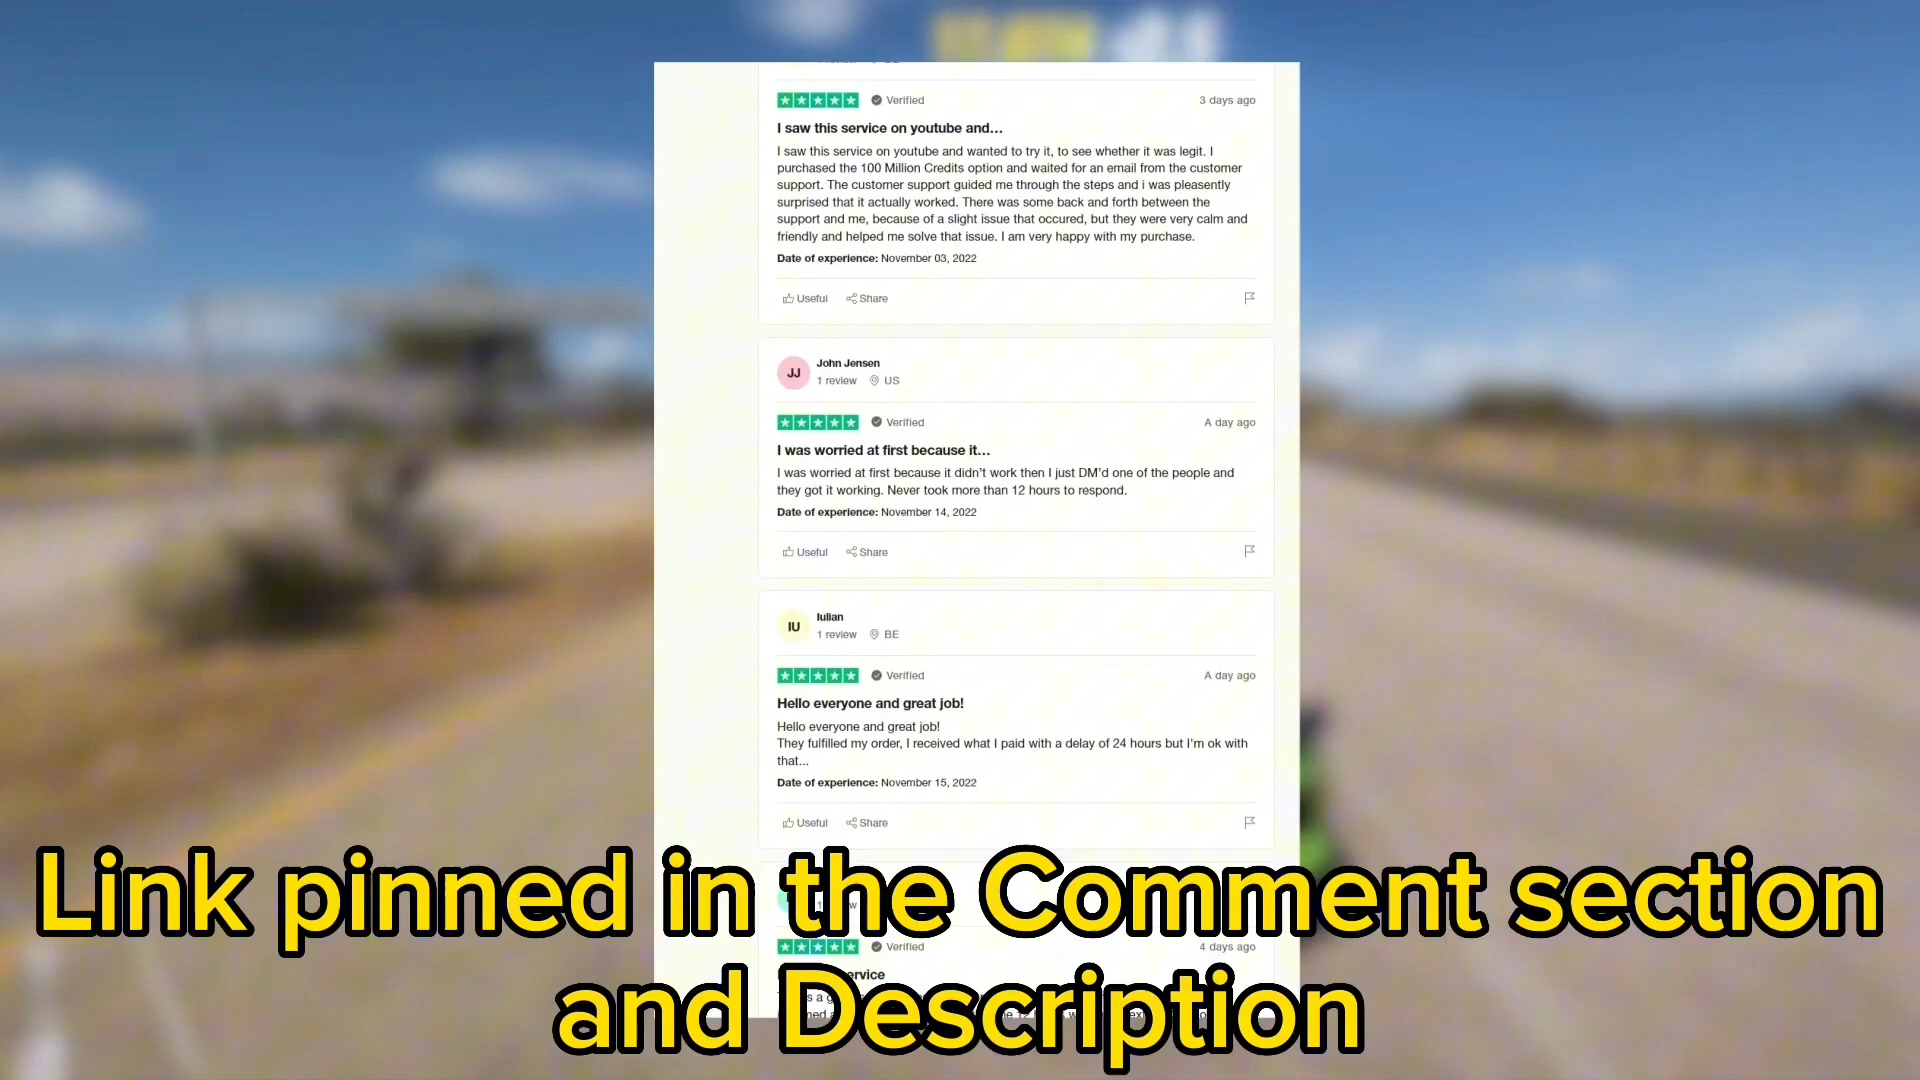 Verified
3 days ago
I saw this service on youtube and...
I saw this service on youtube and wanted to try it, to see whether it was legit. I
purchased the 100 Million Credits option and waited for an email from the customer
support. The customer support guided me through the steps and i was pleasently
surprised that it actually worked. There was some back and forth between the
support and me, because of a slight issue that occured, but they were very calm and
friendly and helped me solve that issue. I am very happy with my purchase.
Date of experience: November 03, 2022
Useful
Share
JJ
John Jensen
1 review
US
Verified
A day ago
I was worried at first because it...
I was worried at first because it didn't work then I just DM'd one of the people and
they got it working. Never took more than 12 hours to respond.
Date of experience: November 14, 2022
Useful
Share
IU
Iulian
1 review
BE
Verified
A day ago
Hello everyone and great job!
Hello everyone and great job!
They fulfilled my order, I received what I paid with a delay of 24 hours but I'm ok with
that...
Date of experience: November 15, 2022
Useful
Share
Link pinned in the Comment section
Verified
4 days ago
and Description